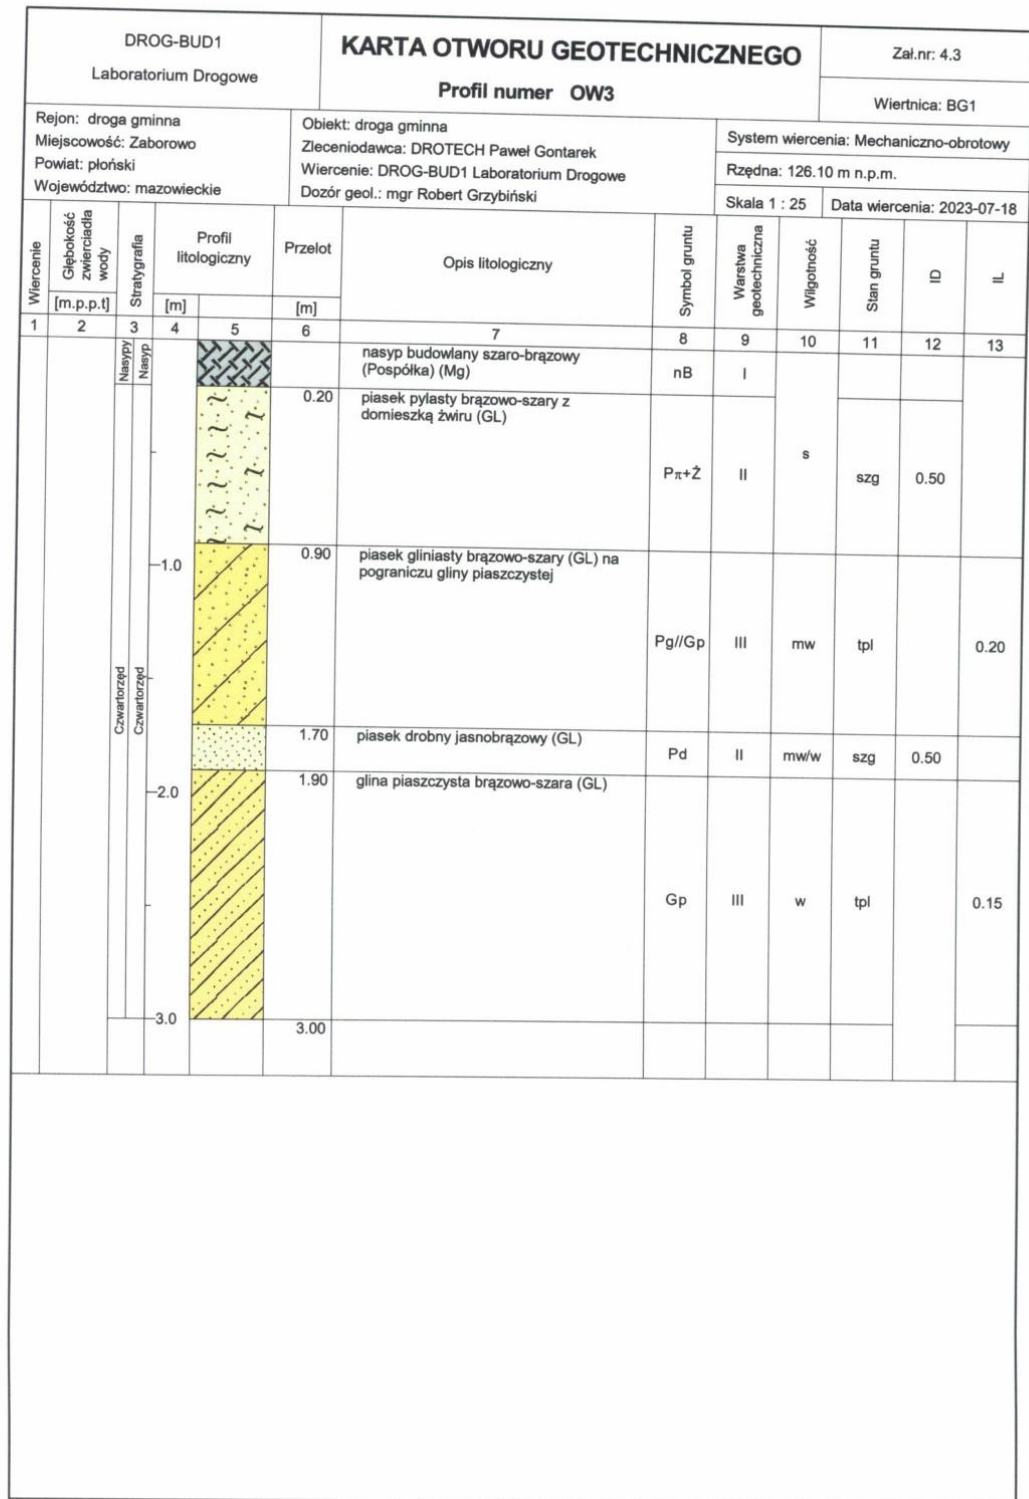 DROG-BUD1
Laboratorium Drogowe
KARTA OTWORU GEOTECHNICZNEGO
Profil numer OW3
Zał.nr: 4.3
Wiertnica: BG1
Rejon: droga gminna
Miejscowość: Zaborowo
Powiat: płoński
Województwo: mazowieckie
Obiekt: droga gminna
Zleceniodawca: DROTECH Paweł Gontarek
Wiercenie: DROG-BUD1 Laboratorium Drogowe
Dozór geol.: mgr Robert Grzybiński
System wiercenia: Mechaniczno-obrotowy
Rzędna: 126.10 m n.p.m.
Skala 1 : 25
Data wiercenia: 2023-07-18
Wiercenie
Głębokość
zwierciadła
wody
[m.p.p.t]
Stratygrafia
Profil
litologiczny
[m]
Przelot
[m]
Opis litologiczny
Symbol gruntu
Warstwa
geotechniczna
Wilgotność
Stan gruntu
ID
IL
1 2 3 4 5 6 7 8 9 10 11 12 13
Nasypy
Nasyp
nasyp budowlany szaro-brązowy
(Pospółka) (Mg)
nB I
0.20 piasek pylasty brązowo-szary z
domieszką żwiru (GL)
s
Pπ+Ż II szg 0.50
1.0
0.90 piasek gliniasty brązowo-szary (GL) na
pograniczu gliny piaszczystej
Pg//Gp III mw tpl 0.20
Czwartorzęd
Czwartorzęd
1.70 piasek drobny jasnobrązowy (GL)
Pd II mw/w szg 0.50
2.0
1.90 glina piaszczysta brązowo-szara (GL)
Gp III w tpl 0.15
3.0
3.00